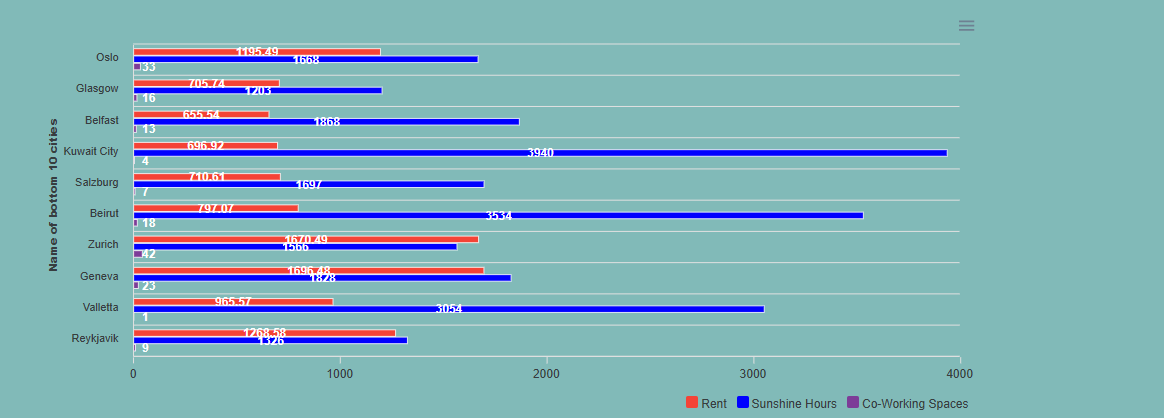 Name of bottom 10 cities
Oslo
1195.49
1668
33
Glasgow
705.74
1203
16
Belfast
655.54
1868
13
Kuwait City
696.92
3940
4
Salzburg
710.61
1697
7
Beirut
797.07
3534
18
Zurich
1670.49
1566
42
Geneva
1696.48
1828
23
Valletta
965.57
3054
1
Reykjavik
1268.58
1326
9
0 1000 2000 3000 4000
Rent Sunshine Hours Co-Working Spaces